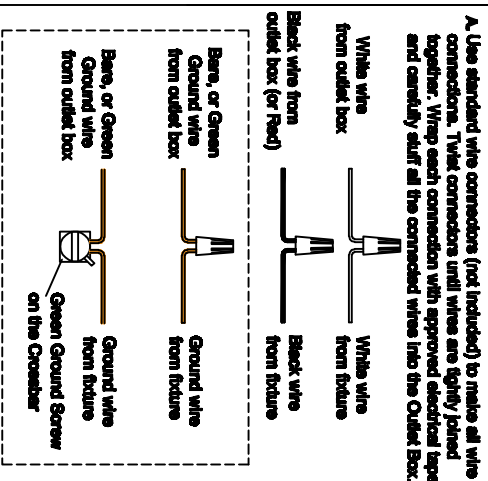 A. Use standard wire connectors (not included) to make all wire
connections. Twist connectors until wires are tightly joined
together. Wrap each connection with approved electrical tape
and carefully stuff all the connected wires into the Outlet Box.
White wire
from outlet box
White wire
from fixture
Black wire from
outlet box (or Red)
Black wire
from fixture
Bare, or Green
Ground wire
from outlet box
Ground wire
from fixture
Bare, or Green
Ground wire
from outlet box
Ground wire
from fixture
Green Ground Screw
on the Crossbar